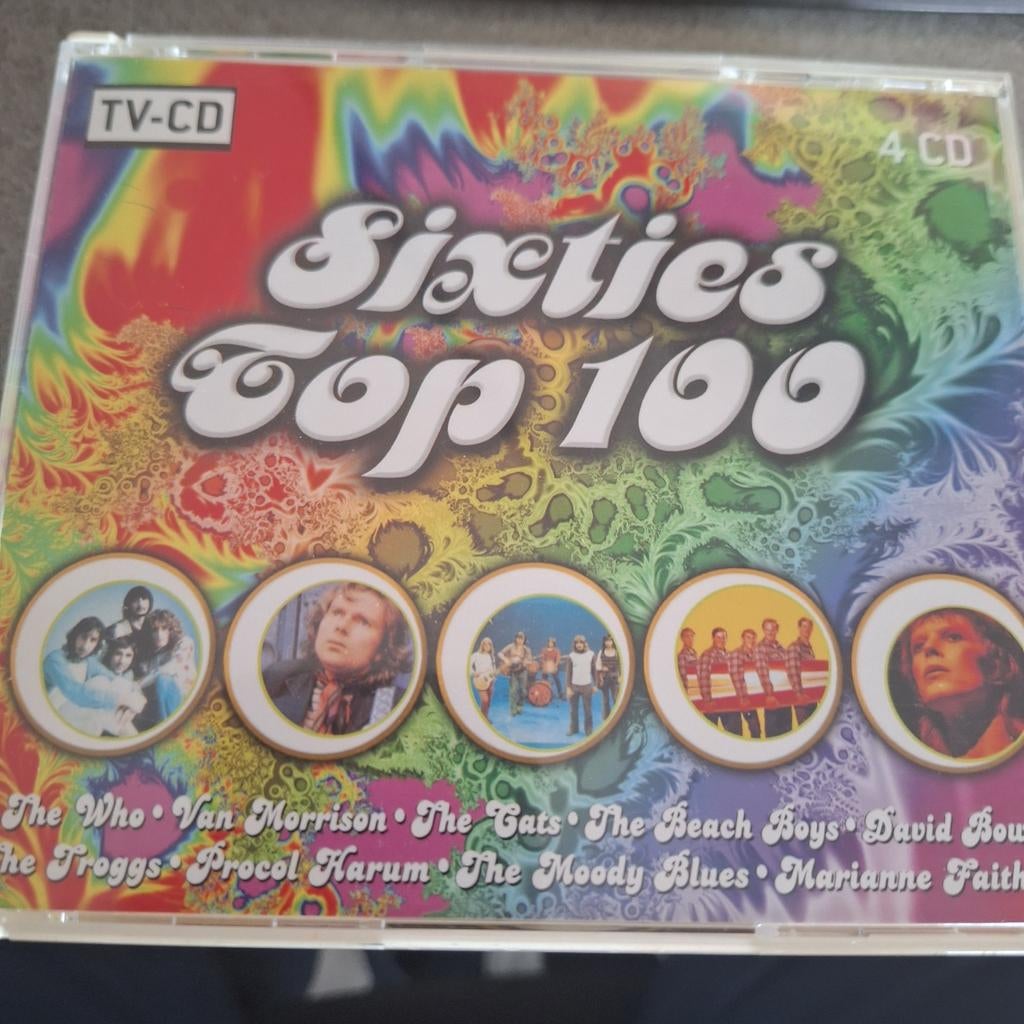 TV-CD
4 CD
Sixties
Top 100
The Who • Van Morrison • The Cats • The Beach Boys • David Bow
he Troggs • Procol Harum • The Moody Blues • Marianne Faith